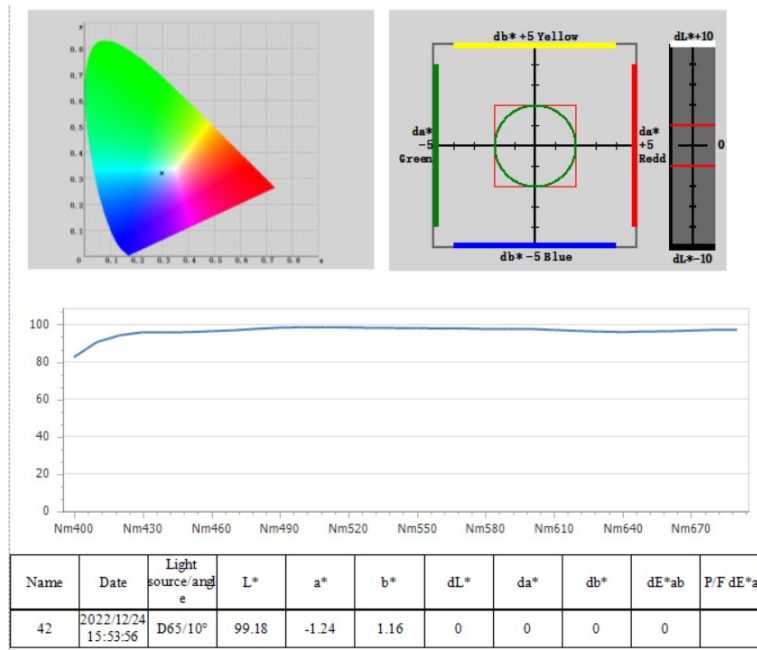 y
0.8
0.7
0.6
0.5
0.4
0.3
0.2
0.1
0.1 0.2 0.3 0.4 0.5 0.6 0.7 0.8 x
db* +5 Yellow
dL*+10
da*
-5
Green
da*
+5
Redd
0
db* -5 Blue
dL*-10
100
80
60
40
20
0
Nm400 Nm430 Nm460 Nm490 Nm520 Nm550 Nm580 Nm610 Nm640 Nm670
Name Date Light source/angl e L* a* b* dL* da* db* dE*ab P/F dE*a
42 2022/12/24 15:53:56 D65/10° 99.18 -1.24 1.16 0 0 0 0